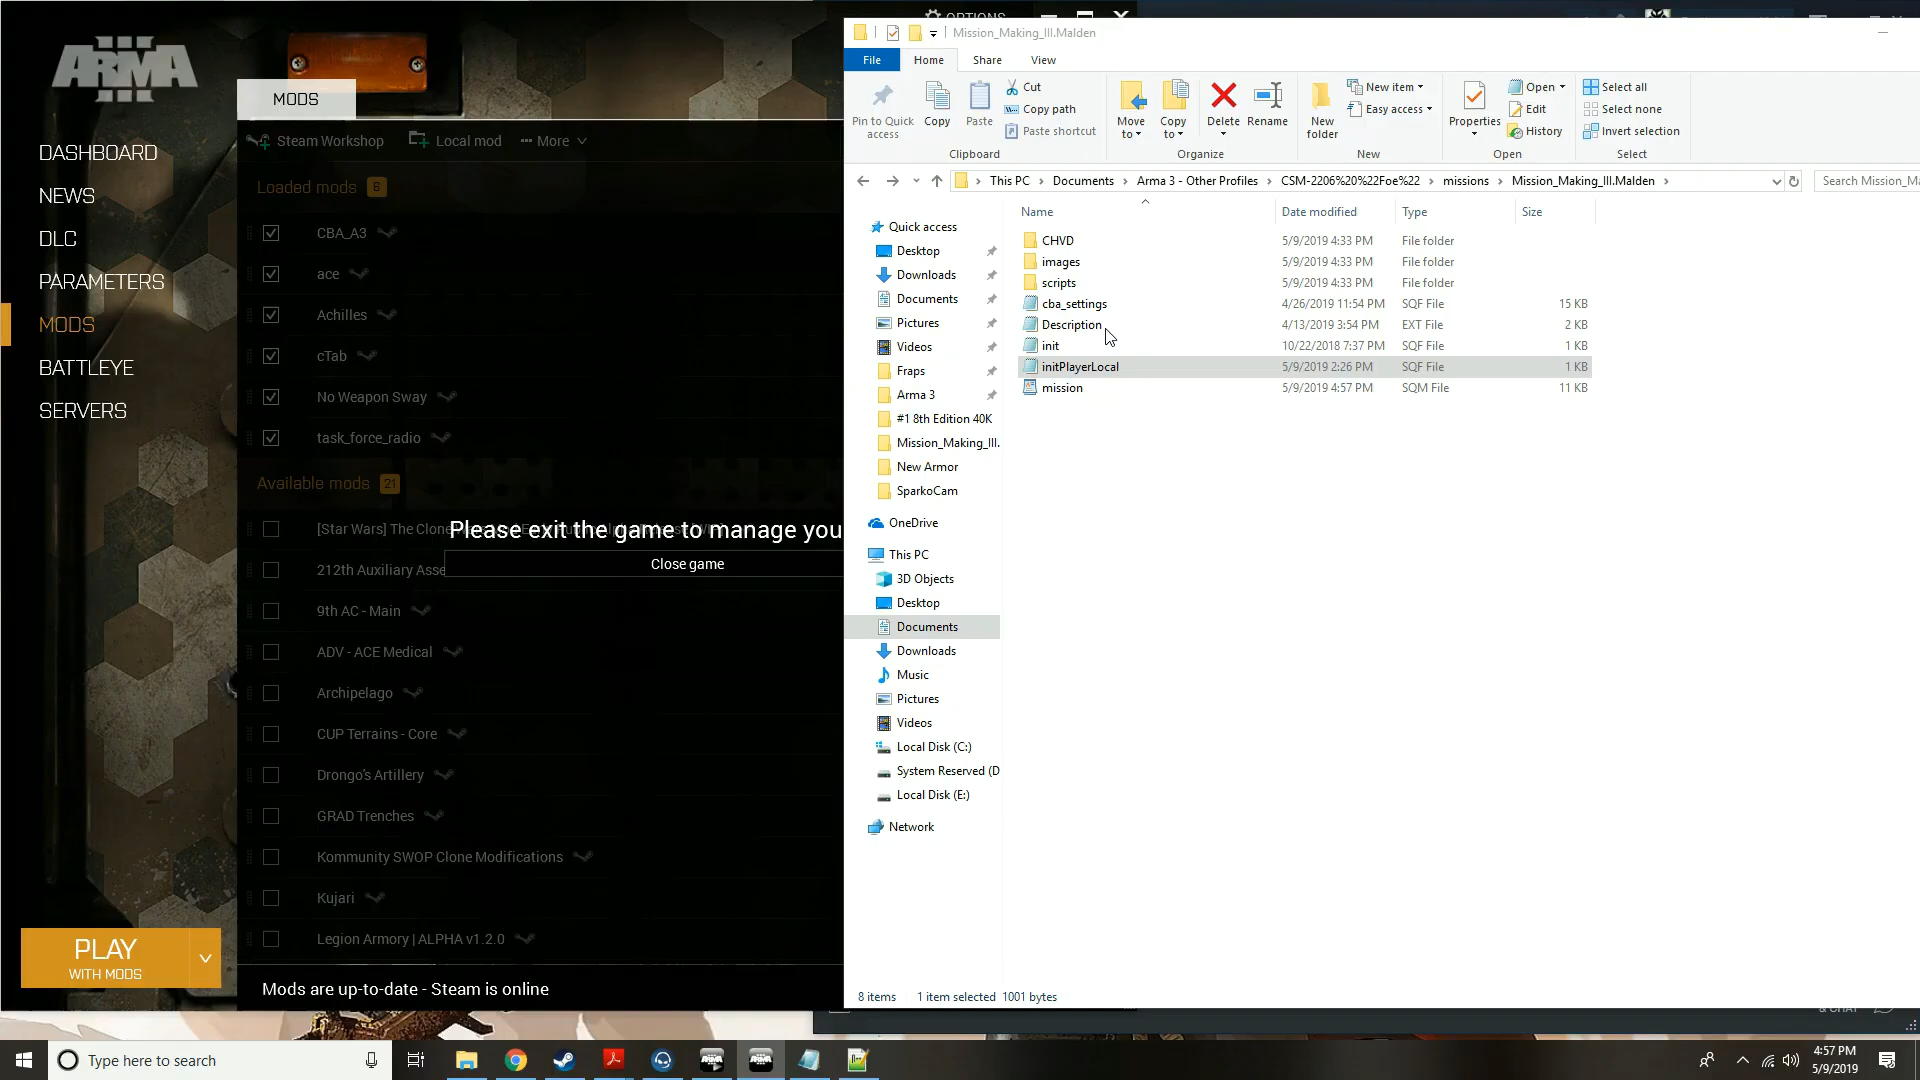 OPTIONS
ARMA III
DASHBOARD
NEWS
DLC
PARAMETERS
MODS
BATTLEYE
SERVERS
PLAY
WITH MODS
MODS
Steam Workshop
Local mod
More
Loaded mods 6
CBA_A3
ace
Achilles
cTab
No Weapon Sway
task_force_radio
Available mods 21
[Star Wars] The Clone
Please exit the game to manage you
Close game
212th Auxiliary Asse
9th AC - Main
ADV - ACE Medical
Archipelago
CUP Terrains - Core
Drongo's Artillery
GRAD Trenches
Kommunity SWOP Clone Modifications
Kujari
Legion Armory | ALPHA v1.2.0
Mods are up-to-date - Steam is online
Mission_Making_III.Malden
File Home Share View
Pin to Quick access
Copy
Paste
Cut
Copy path
Paste shortcut
Clipboard
Move to
Copy to
Delete
Rename
Organize
New folder
New item
Easy access
New
Properties
Open
Edit
History
Open
Select all
Select none
Invert selection
Select
This PC > Documents > Arma 3 - Other Profiles > CSM-2206%20%22Foe%22 > missions > Mission_Making_III.Malden >
Search Mission_Ma
Name Date modified Type Size
CHVD 5/9/2019 4:33 PM File folder
images 5/9/2019 4:33 PM File folder
scripts 5/9/2019 4:33 PM File folder
cba_settings 4/26/2019 11:54 PM SQF File 15 KB
Description 4/13/2019 3:54 PM EXT File 2 KB
init 10/22/2018 7:37 PM SQF File 1 KB
initPlayerLocal 5/9/2019 2:26 PM SQF File 1 KB
mission 5/9/2019 4:57 PM SQM File 11 KB
Quick access
Desktop
Downloads
Documents
Pictures
Videos
Fraps
Arma 3
#1 8th Edition 40K
Mission_Making_III.
New Armor
SparkoCam
OneDrive
This PC
3D Objects
Desktop
Documents
Downloads
Music
Pictures
Videos
Local Disk (C:)
System Reserved (D
Local Disk (E:)
Network
8 items 1 item selected 1001 bytes
& CHAT
Type here to search
4:57 PM
5/9/2019